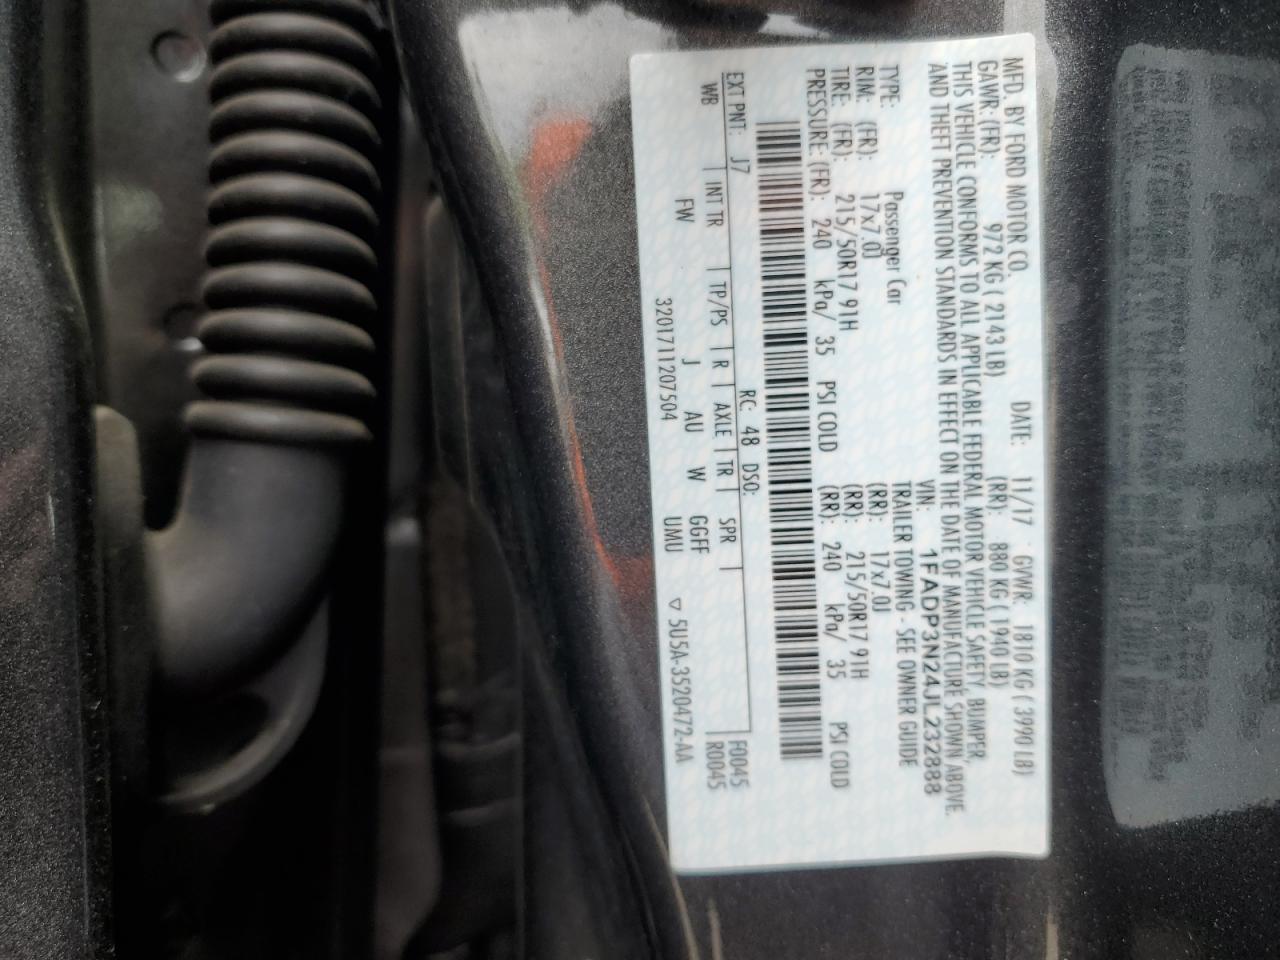 MFD. BY FORD MOTOR CO.
DATE: 11/17 GVWR: 1810 KG ( 3990 LB)
GAWR: (FR): 972 KG ( 2143 LB) (RR): 880 KG ( 1940 LB)
THIS VEHICLE CONFORMS TO ALL APPLICABLE FEDERAL MOTOR VEHICLE SAFETY, BUMPER,
AND THEFT PREVENTION STANDARDS IN EFFECT ON THE DATE OF MANUFACTURE SHOWN ABOVE.
VIN: 1FADP3N24JL232888
TYPE: Passenger Car TRAILER TOWING - SEE OWNER GUIDE
RIM: (FR): 17x7.0J (RR): 17x7.0J
TIRE: (FR): 215/50R17 91H (RR): 215/50R17 91H
PRESSURE: (FR): 240 kPa/ 35 PSI COLD (RR): 240 kPa/ 35 PSI COLD
EXT PNT: J7 RC: 48 DSO: F0045
WB INT TR TP/PS R AXLE TR SPR R0045
FW J AU W GGFF
320171207504 UMU ▽ 5U5A-3520472-AA